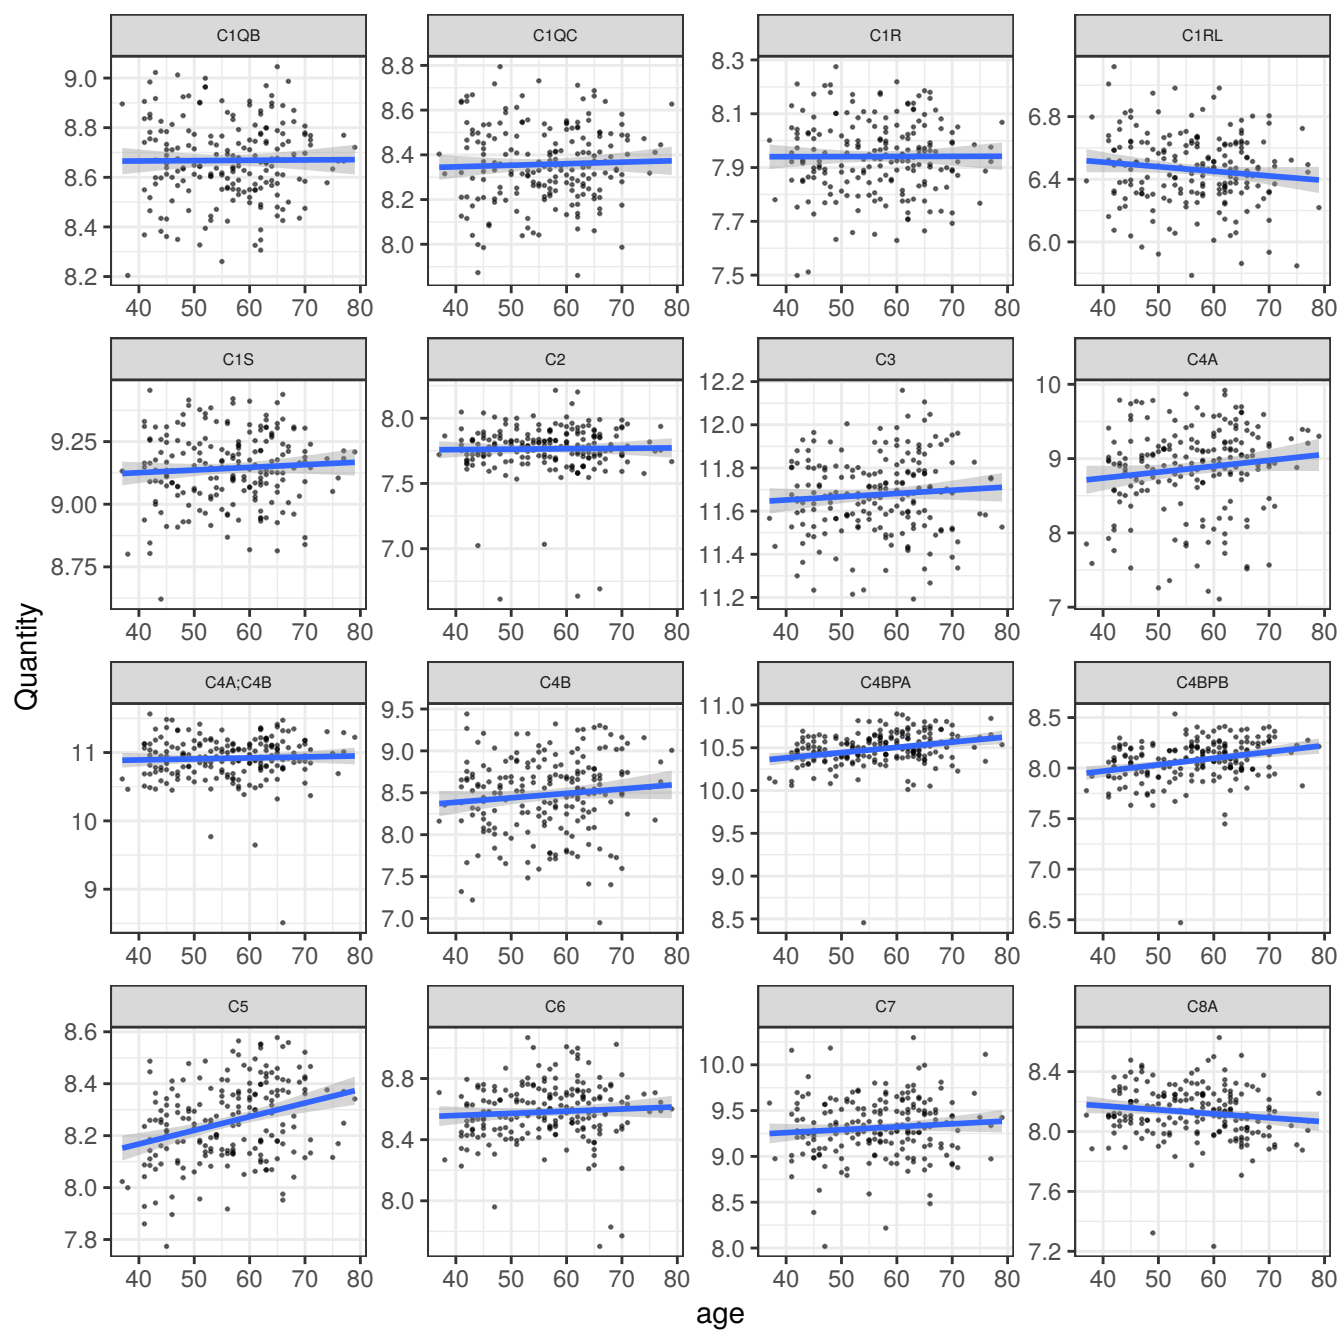 C1QB C1QC C1R C1RL
9.0 8.8 8.6 8.4 8.2
8.8 8.6 8.4 8.2 8.0
8.3 8.1 7.9 7.7 7.5
6.8 6.4 6.0
40 50 60 70 80 40 50 60 70 80 40 50 60 70 80 40 50 60 70 80
C1S C2 C3 C4A
9.25 9.00 8.75
8.0 7.5 7.0
12.2 12.0 11.8 11.6 11.4 11.2
10 9 8 7
40 50 60 70 80 40 50 60 70 80 40 50 60 70 80 40 50 60 70 80
Quantity
C4A;C4B C4B C4BPA C4BPB
11 10 9
9.5 9.0 8.5 8.0 7.5 7.0
11.0 10.5 10.0 9.5 9.0 8.5
8.5 8.0 7.5 7.0 6.5
40 50 60 70 80 40 50 60 70 80 40 50 60 70 80 40 50 60 70 80
C5 C6 C7 C8A
8.6 8.4 8.2 8.0 7.8
8.8 8.4 8.0
10.0 9.5 9.0 8.5 8.0
8.4 8.0 7.6 7.2
40 50 60 70 80 40 50 60 70 80 40 50 60 70 80 40 50 60 70 80
age